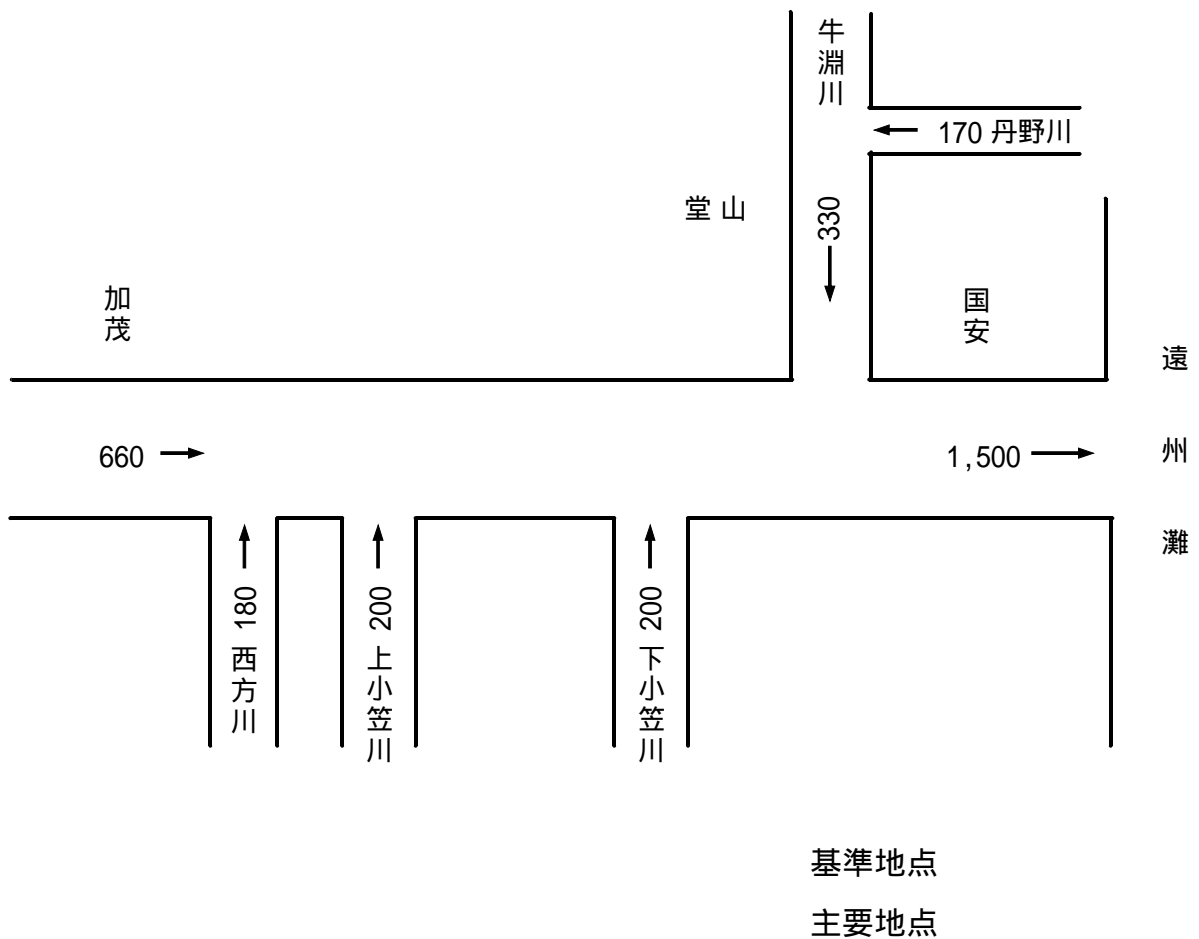 牛淵川
170 丹野川
堂山
330
加茂
国安
遠州灘
660
1,500
180 西方川
200 上小笠川
200 下小笠川
基準地点
主要地点